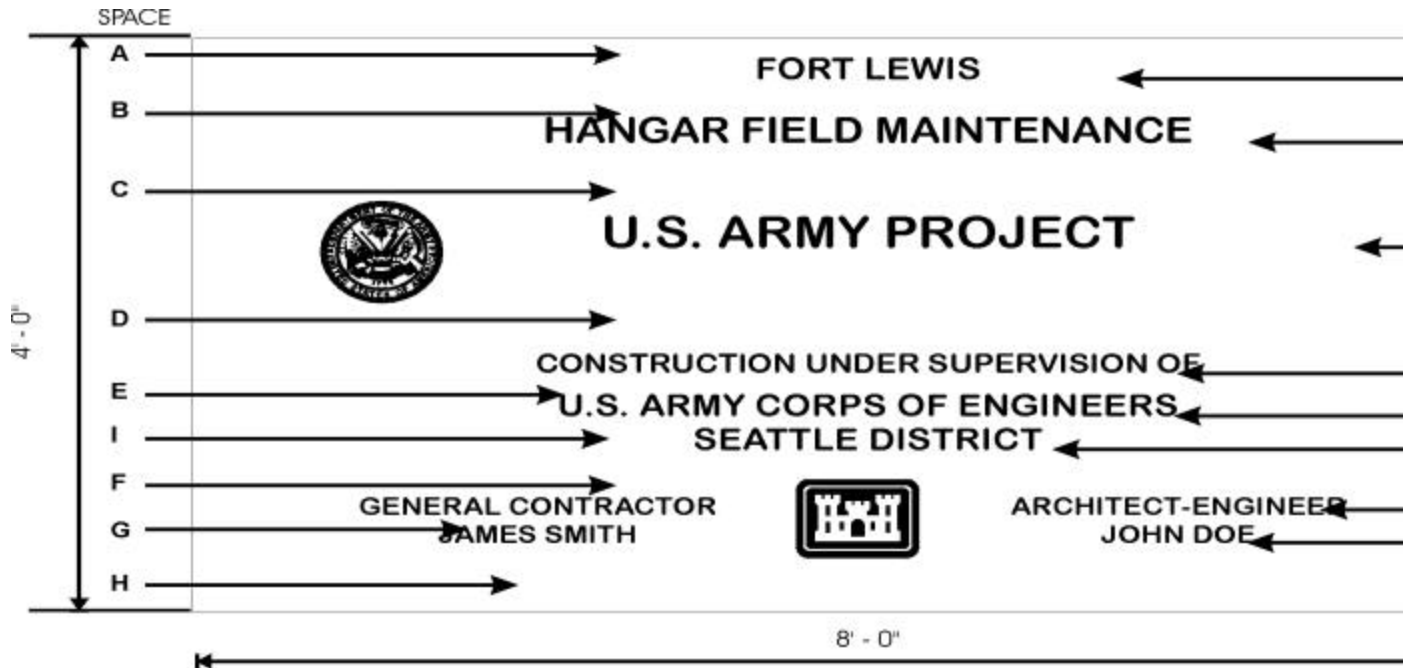 SPACE
A
FORT LEWIS
B
HANGAR FIELD MAINTENANCE
C
U.S. ARMY PROJECT
D
4' - 0"
CONSTRUCTION UNDER SUPERVISION OF
E
U.S. ARMY CORPS OF ENGINEERS
I
SEATTLE DISTRICT
F
GENERAL CONTRACTOR
ARCHITECT-ENGINEER
G
JAMES SMITH
JOHN DOE
H
8' - 0"